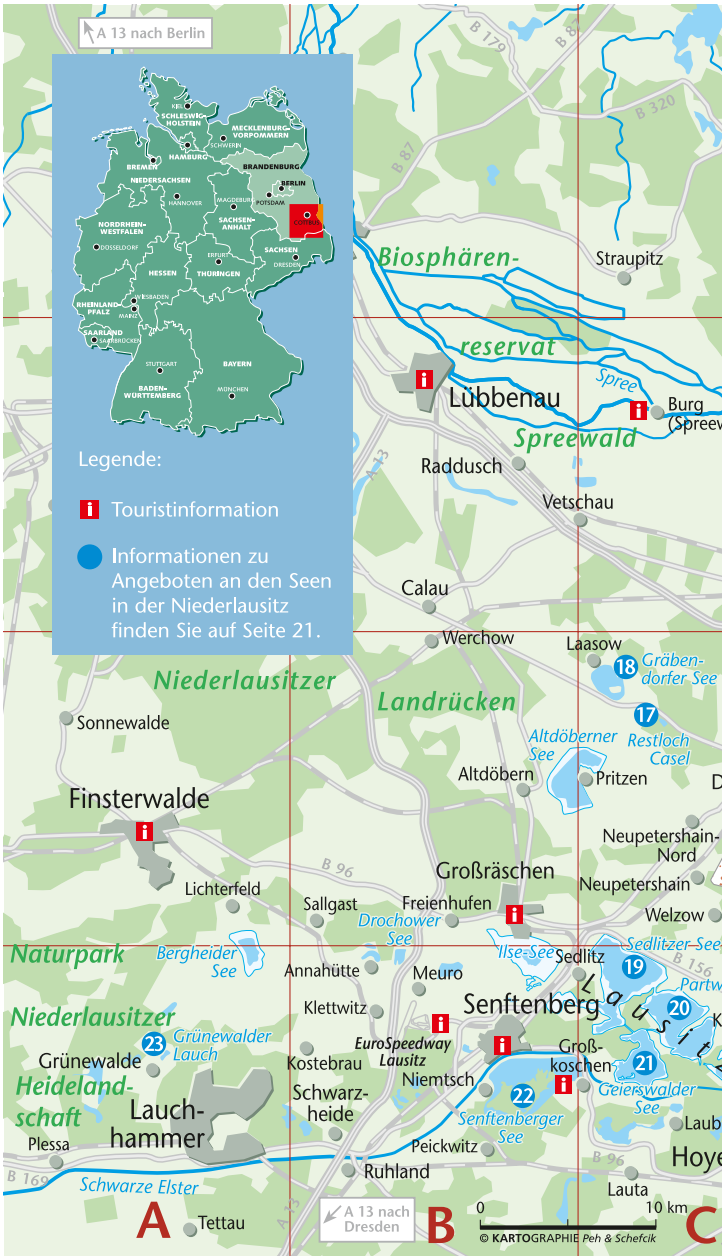 A 13 nach Berlin
B 179
B 87
B 320
B 87
KIEL
SCHLESWIG-
HOLSTEIN
MECKLENBURG-
VORPOMMERN
SCHWERIN
HAMBURG
BREMEN
NIEDERSACHSEN
BRANDENBURG
BERLIN
POTSDAM
HANNOVER
MAGDEBURG
SACHSEN-
ANHALT
COTTBUS
NORDRHEIN-
WESTFALEN
DÜSSELDORF
ERFURT
SACHSEN
DRESDEN
HESSEN
THÜRINGEN
RHEINLAND-
PFALZ
WIESBADEN
MAINZ
SAARLAND
SAARBRÜCKEN
STUTTGART
BAYERN
BADEN-
WÜRTTEMBERG
MÜNCHEN
Legende:
i Touristinformation
Informationen zu
Angeboten an den Seen
in der Niederlausitz
finden Sie auf Seite 21.
Biosphären-
Straupitz
reservat
Spree
i
Lübbenau
i
Burg
(Spreew
Spreewald
Raddusch
A 13
Vetschau
Calau
Werchow
Laasow
18
Gräben-
dorfer See
Niederlausitzer
Landrücken
17
Restloch
Casel
Sonnewalde
Altdöberner
See
Altdöbern
Pritzen
D
Finsterwalde
i
Neupetershain-
Nord
B 96
Großräschen
Neupetershain
Lichterfeld
Sallgast
Freienhufen
i
Welzow
Drochower
See
Naturpark
Bergheider
See
Ilse-See
Sedlitz
Sedlitzer See
B 156
Annahütte
Meuro
19
Partw
Niederlausitzer
Klettwitz
Senftenberg
20
K
Lausitz
i
EuroSpeedway
Lausitz
i
23
Grünewalder
Lauch
Grünewalde
Kostebrau
Groß-
koschen
21
Heideland-
schaft
Niemtsch
i
Geierswalder
See
Lauch-
hammer
Schwarz-
heide
22
Senftenberger
See
Laub
Plessa
Peickwitz
B 96
Hoye
B 169
Schwarze Elster
Ruhland
Lauta
A
Tettau
A 13
A 13 nach
Dresden
B
0
10 km
C
© KARTOGRAPHIE Peh & Schefcik